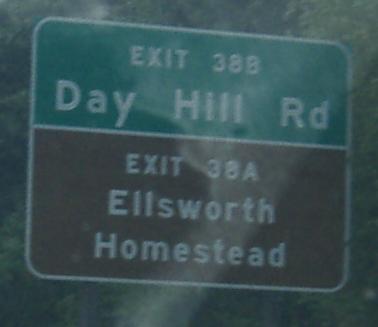 EXIT 38B
Day Hill Rd
EXIT 38A
Ellsworth
Homestead